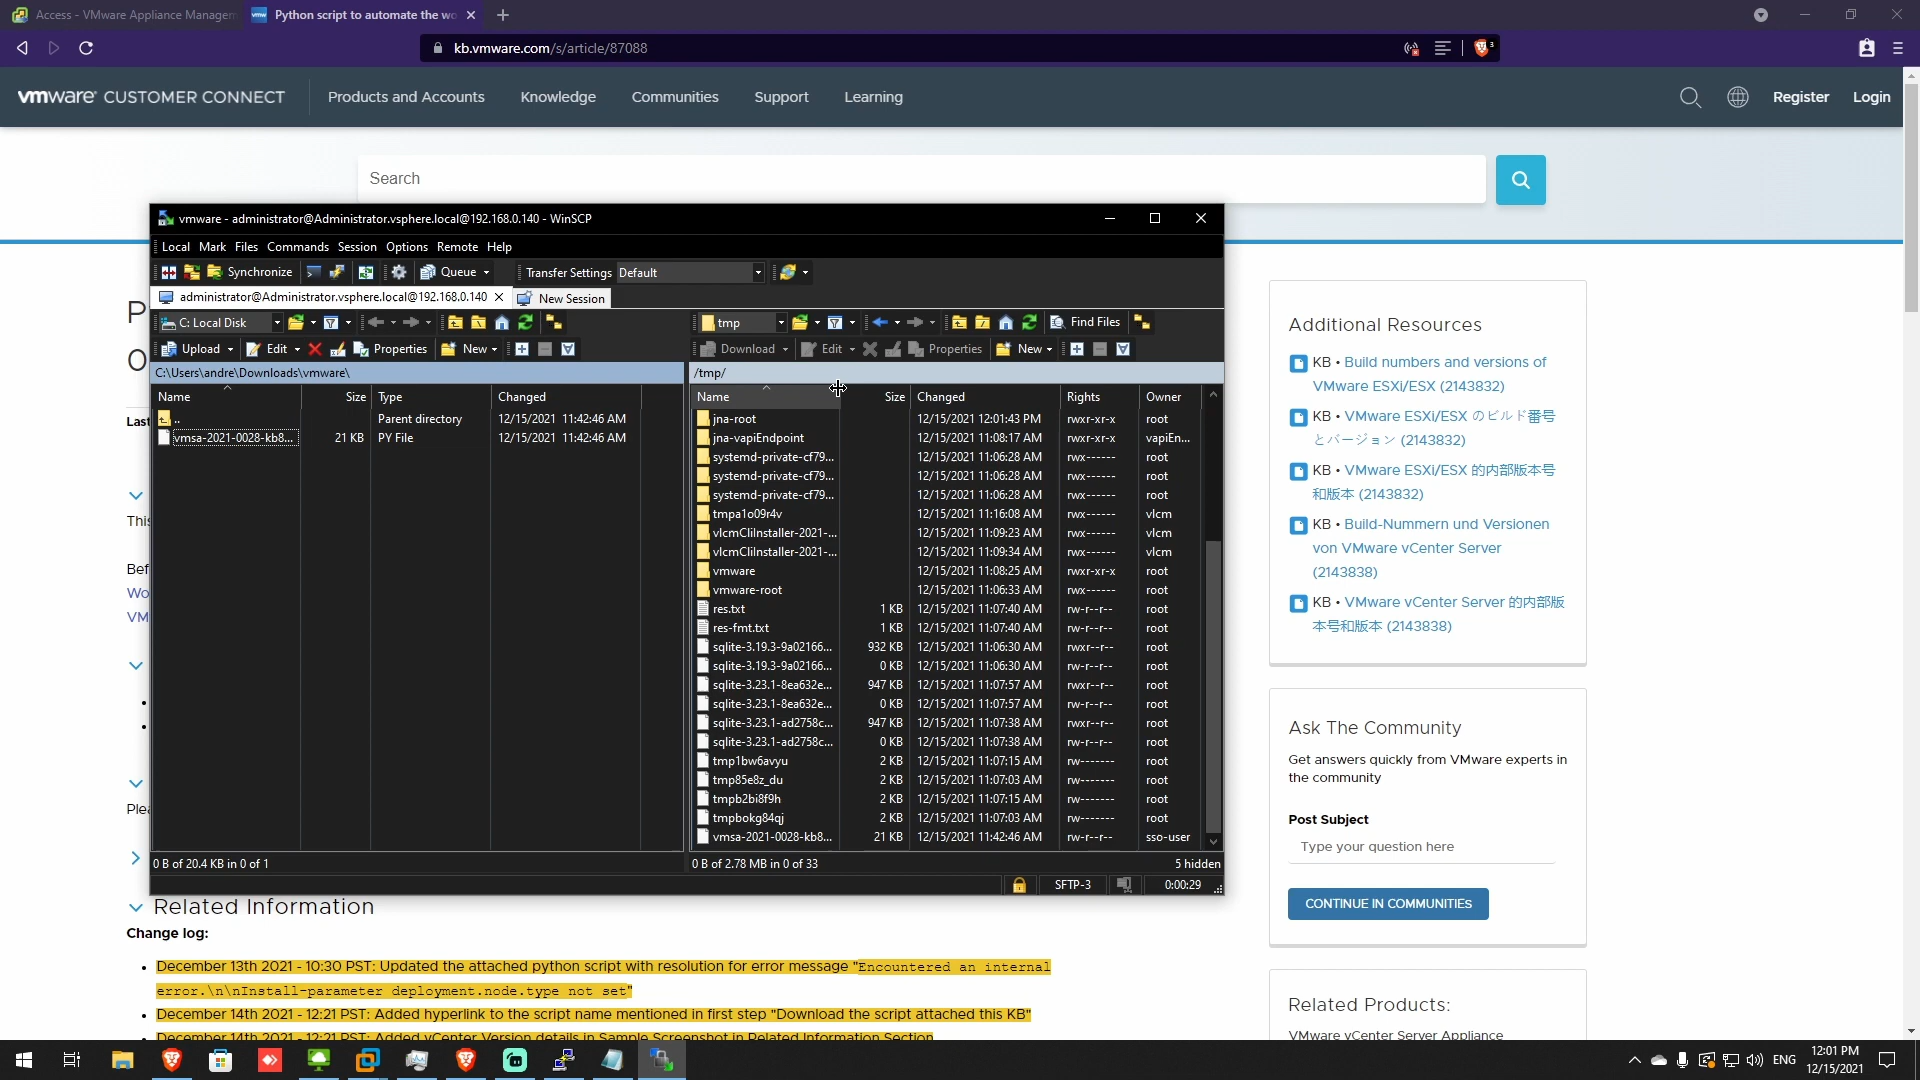 Access - VMware Appliance Managem
Python script to automate the wo
kb.vmware.com/s/article/87088
vmware CUSTOMER CONNECT
Products and Accounts
Knowledge
Communities
Support
Learning
Register
Login
Search
vmware - administrator@Administrator.vsphere.local@192.168.0.140 - WinSCP
Local Mark Files Commands Session Options Remote Help
Synchronize
Queue
Transfer Settings Default
administrator@Administrator.vsphere.local@192.168.0.140
New Session
C: Local Disk
tmp
Find Files
Upload Edit Properties New
Download Edit Properties New
C:\Users\andre\Downloads\vmware\
/tmp/
Name Size Type Changed
.. Parent directory 12/15/2021 11:42:46 AM
vmsa-2021-0028-kb8... 21 KB PY File 12/15/2021 11:42:46 AM
Name Size Changed Rights Owner
jna-root 12/15/2021 12:01:43 PM rwxr-xr-x root
jna-vapiEndpoint 12/15/2021 11:08:17 AM rwxr-xr-x vapiEn...
systemd-private-cf79... 12/15/2021 11:06:28 AM rwx------ root
systemd-private-cf79... 12/15/2021 11:06:28 AM rwx------ root
systemd-private-cf79... 12/15/2021 11:06:28 AM rwx------ root
tmpa1o09r4v 12/15/2021 11:16:08 AM rwx------ vlcm
vlcmCliInstaller-2021-... 12/15/2021 11:09:23 AM rwx------ vlcm
vlcmCliInstaller-2021-... 12/15/2021 11:09:34 AM rwx------ vlcm
vmware 12/15/2021 11:08:25 AM rwxr-xr-x root
vmware-root 12/15/2021 11:06:33 AM rwx------ root
res.txt 1 KB 12/15/2021 11:07:40 AM rw-r--r-- root
res-fmt.txt 1 KB 12/15/2021 11:07:40 AM rw-r--r-- root
sqlite-3.19.3-9a02166... 932 KB 12/15/2021 11:06:30 AM rwxr--r-- root
sqlite-3.19.3-9a02166... 0 KB 12/15/2021 11:06:30 AM rw-r--r-- root
sqlite-3.23.1-8ea632e... 947 KB 12/15/2021 11:07:57 AM rwxr--r-- root
sqlite-3.23.1-8ea632e... 0 KB 12/15/2021 11:07:57 AM rw-r--r-- root
sqlite-3.23.1-ad2758c... 947 KB 12/15/2021 11:07:38 AM rwxr--r-- root
sqlite-3.23.1-ad2758c... 0 KB 12/15/2021 11:07:38 AM rw-r--r-- root
tmp1bw6avyu 2 KB 12/15/2021 11:07:15 AM rw------- root
tmp85e8z_du 2 KB 12/15/2021 11:07:03 AM rw------- root
tmpb2bi8f9h 2 KB 12/15/2021 11:07:15 AM rw------- root
tmpbokg84qj 2 KB 12/15/2021 11:07:03 AM rw------- root
vmsa-2021-0028-kb8... 21 KB 12/15/2021 11:42:46 AM rw-r--r-- sso-user
0 B of 20.4 KB in 0 of 1
0 B of 2.78 MB in 0 of 33
5 hidden
SFTP-3
0:00:29
P
O
Last
This
Bef
Wo
VM
Plea
Related Information
Change log:
• December 13th 2021 - 10:30 PST: Updated the attached python script with resolution for error message "Encountered an internal
error.\n\nInstall-parameter deployment.node.type not set"
• December 14th 2021 - 12:21 PST: Added hyperlink to the script name mentioned in first step "Download the script attached this KB"
December 14th 2021 - 12:21 PST: Added vCenter Version details in Sample Screenshot in Related Information Section
Additional Resources
KB • Build numbers and versions of
VMware ESXi/ESX (2143832)
KB • VMware ESXi/ESX のビルド番号
とバージョン (2143832)
KB • VMware ESXi/ESX 的内部版本号
和版本 (2143832)
KB • Build-Nummern und Versionen
von VMware vCenter Server
(2143838)
KB • VMware vCenter Server 的内部版
本号和版本 (2143838)
Ask The Community
Get answers quickly from VMware experts in
the community
Post Subject
Type your question here
CONTINUE IN COMMUNITIES
Related Products:
VMware vCenter Server Appliance
ENG
12:01 PM
12/15/2021